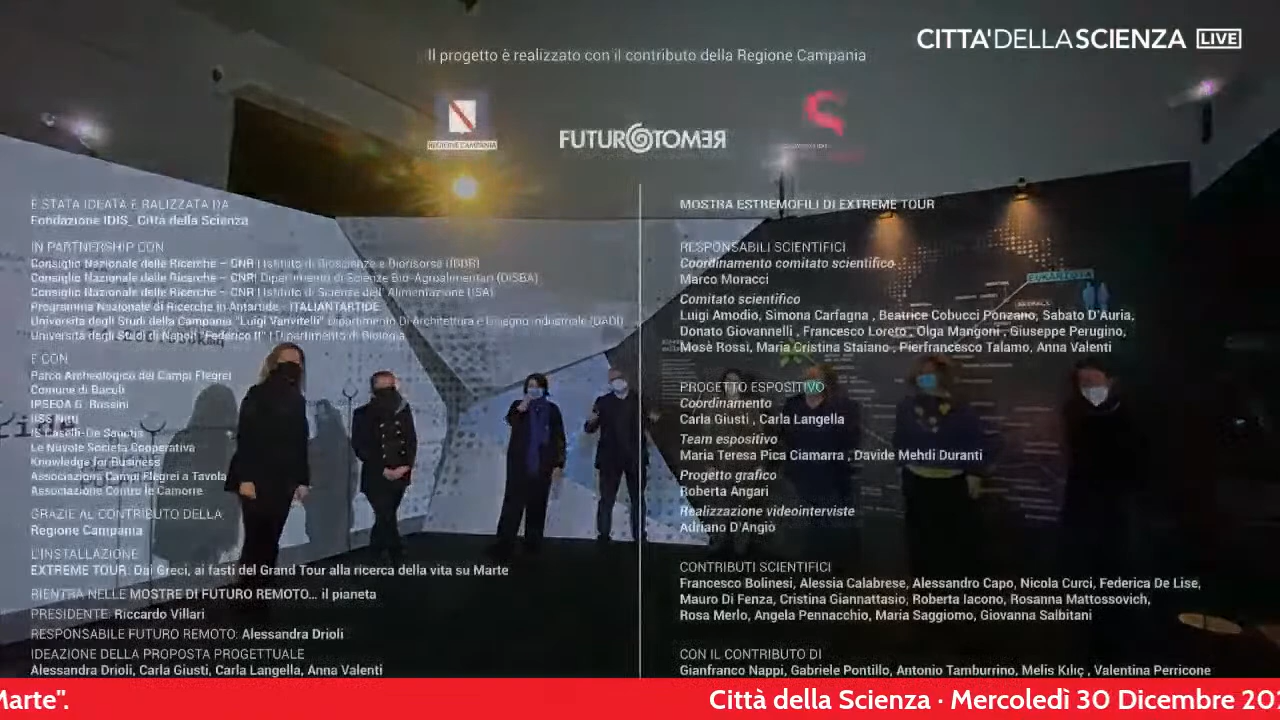 CITTA'DELLASCIENZA LIVE
Il progetto è realizzato con il contributo della Regione Campania
REGIONE CAMPANIA
FUTUROREMOTO
È STATA IDEATA E RALIZZATA DA
Fondazione IDIS_ Città della Scienza
IN PARTNERSHIP CON
Consiglio Nazionale delle Ricerche – CNR | Istituto di Bioscienze e Biorisorse (IBBR)
Consiglio Nazionale delle Ricerche – CNR| Dipartimento di Scienze Bio-Agroalimentari (DISBA)
Consiglio Nazionale delle Ricerche – CNR | Istituto di Scienze dell' Alimentazione (ISA)
Programma Nazionale di Ricerche in Antartide - ITALIANTARTIDE
Università degli Studi della Campania "Luigi Vanvitelli" Dipartimento Di Architettura e Disegno Industriale (DADI)
Università degli Studi di Napoli "Federico II" | Dipartimento di Biologia
E CON
Parco Archeologico dei Campi Flegrei
Comune di Bacoli
IPSEOA G. Rossini
ISS Nitti
IS Caselli-De Sanctis
Le Nuvole Società Cooperativa
Knowledge for Business
Associazione Campi Flegrei a Tavola
Associazione Contro le Camorre
GRAZIE AL CONTRIBUTO DELLA
Regione Campania
L'INSTALLAZIONE
EXTREME TOUR: Dai Greci, ai fasti del Grand Tour alla ricerca della vita su Marte
RIENTRA NELLE MOSTRE DI FUTURO REMOTO… il pianeta
PRESIDENTE: Riccardo Villari
RESPONSABILE FUTURO REMOTO: Alessandra Drioli
IDEAZIONE DELLA PROPOSTA PROGETTUALE
Alessandra Drioli, Carla Giusti, Carla Langella, Anna Valenti
MOSTRA ESTREMOFILI DI EXTREME TOUR
RESPONSABILI SCIENTIFICI
Coordinamento comitato scientifico
Marco Moracci
Comitato scientifico
Luigi Amodio, Simona Carfagna , Beatrice Cobucci Ponzano, Sabato D'Auria,
Donato Giovannelli , Francesco Loreto , Olga Mangoni , Giuseppe Perugino,
Mosè Rossi, Maria Cristina Staiano , Pierfrancesco Talamo, Anna Valenti
PROGETTO ESPOSITIVO
Coordinamento
Carla Giusti , Carla Langella
Team espositivo
Maria Teresa Pica Ciamarra , Davide Mehdi Duranti
Progetto grafico
Roberta Angari
Realizzazione videointerviste
Adriano D'Angiò
CONTRIBUTI SCIENTIFICI
Francesco Bolinesi, Alessia Calabrese, Alessandro Capo, Nicola Curci, Federica De Lise,
Mauro Di Fenza, Cristina Giannattasio, Roberta Iacono, Rosanna Mattossovich,
Rosa Merlo, Angela Pennacchio, Maria Saggiomo, Giovanna Salbitani
CON IL CONTRIBUTO DI
Gianfranco Nappi, Gabriele Pontillo, Antonio Tamburrino, Melis Kılıç , Valentina Perricone
EUKARIOTA
Marte".
Città della Scienza · Mercoledì 30 Dicembre 202